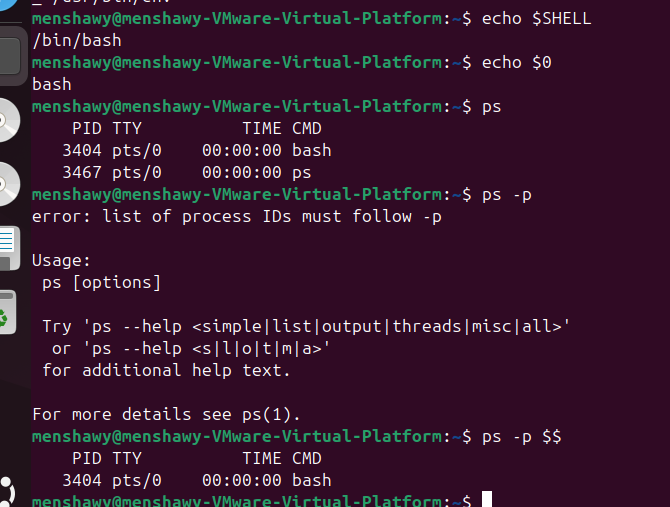 menshawy@menshawy-VMware-Virtual-Platform:~$ echo $SHELL
/bin/bash
menshawy@menshawy-VMware-Virtual-Platform:~$ echo $0
bash
menshawy@menshawy-VMware-Virtual-Platform:~$ ps
    PID TTY          TIME CMD
   3404 pts/0    00:00:00 bash
   3467 pts/0    00:00:00 ps
menshawy@menshawy-VMware-Virtual-Platform:~$ ps -p
error: list of process IDs must follow -p

Usage:
 ps [options]

 Try 'ps --help <simple|list|output|threads|misc|all>'
  or 'ps --help <s|l|o|t|m|a>'
 for additional help text.

For more details see ps(1).
menshawy@menshawy-VMware-Virtual-Platform:~$ ps -p $$
    PID TTY          TIME CMD
   3404 pts/0    00:00:00 bash
menshawy@menshawy-VMware-Virtual-Platform:~$